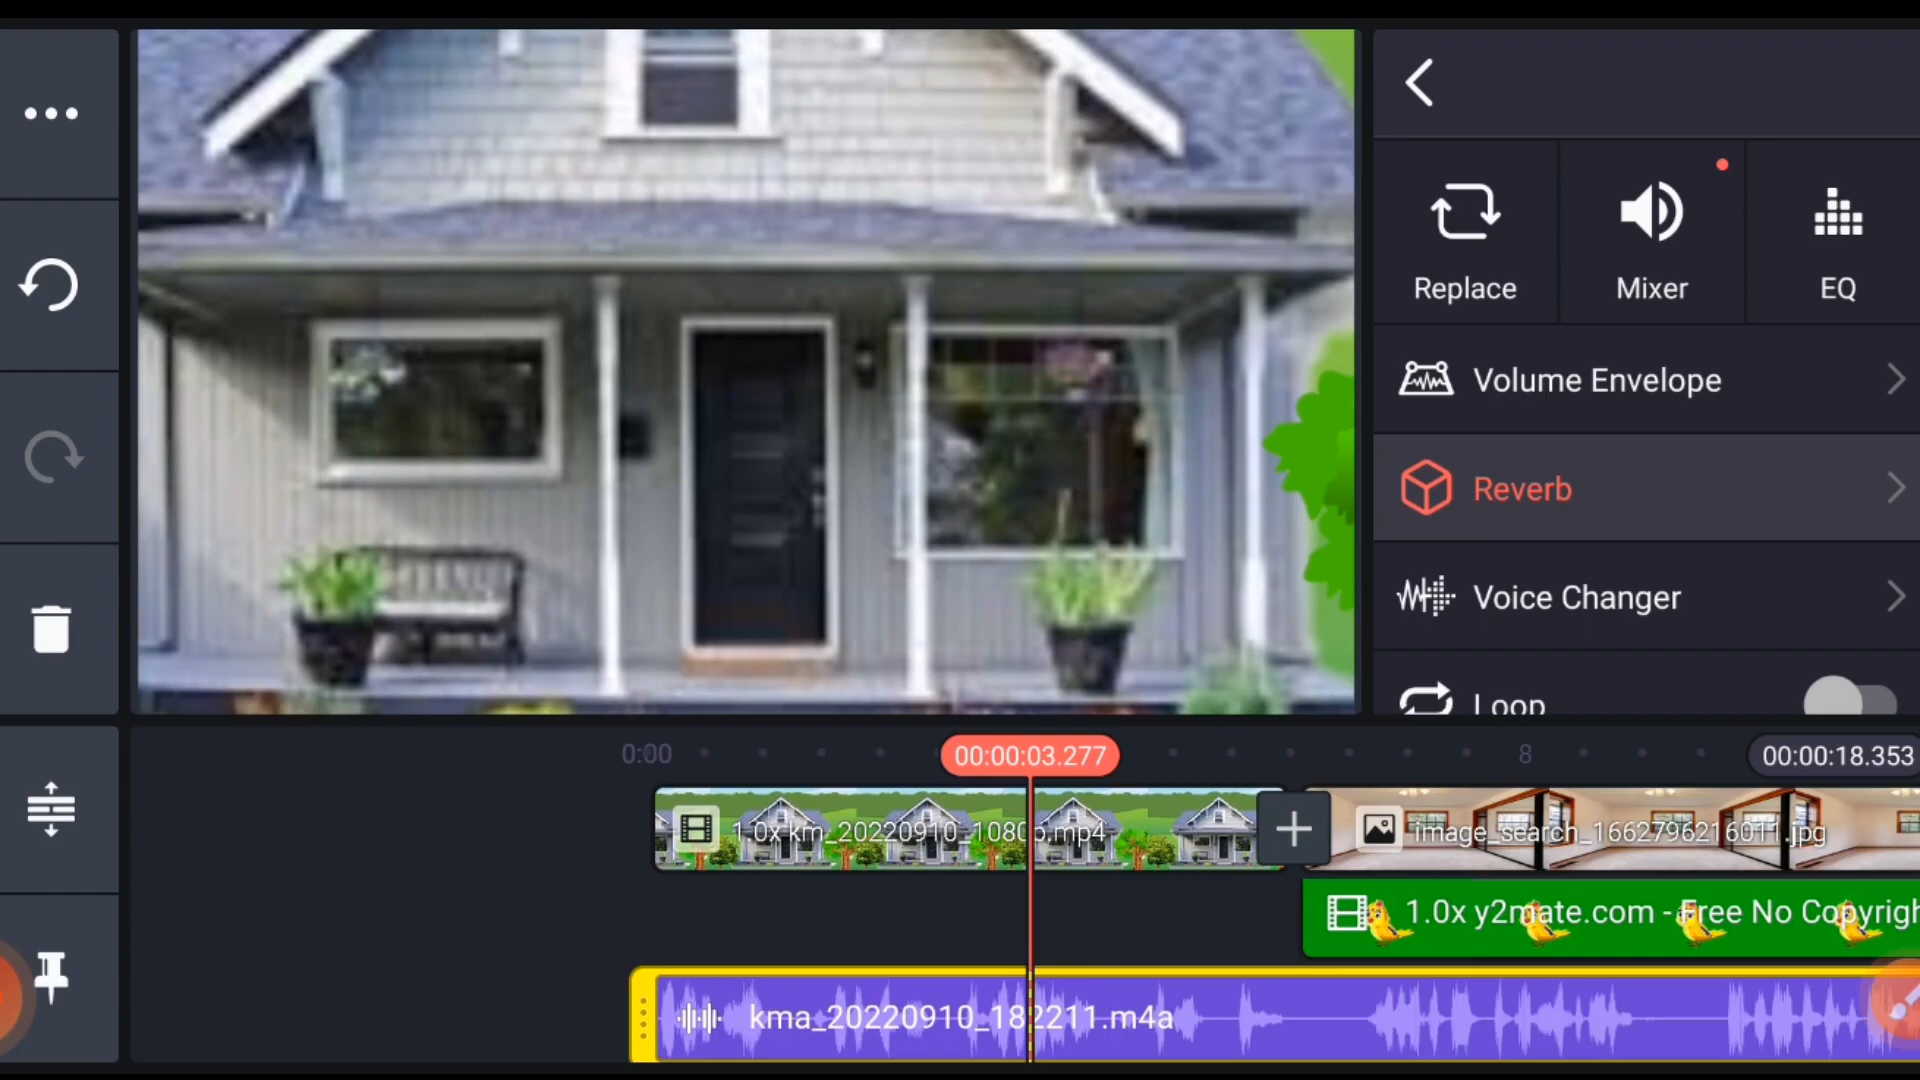 Replace
Mixer
EQ
Volume Envelope
Reverb
Voice Changer
Loop
0:00
00:00:03.277
8
00:00:18.353
1.0x km_20220910_1080p.mp4
image_search_1662796216011.jpg
1.0x y2mate.com - Free No Copyrigh
kma_20220910_182211.m4a